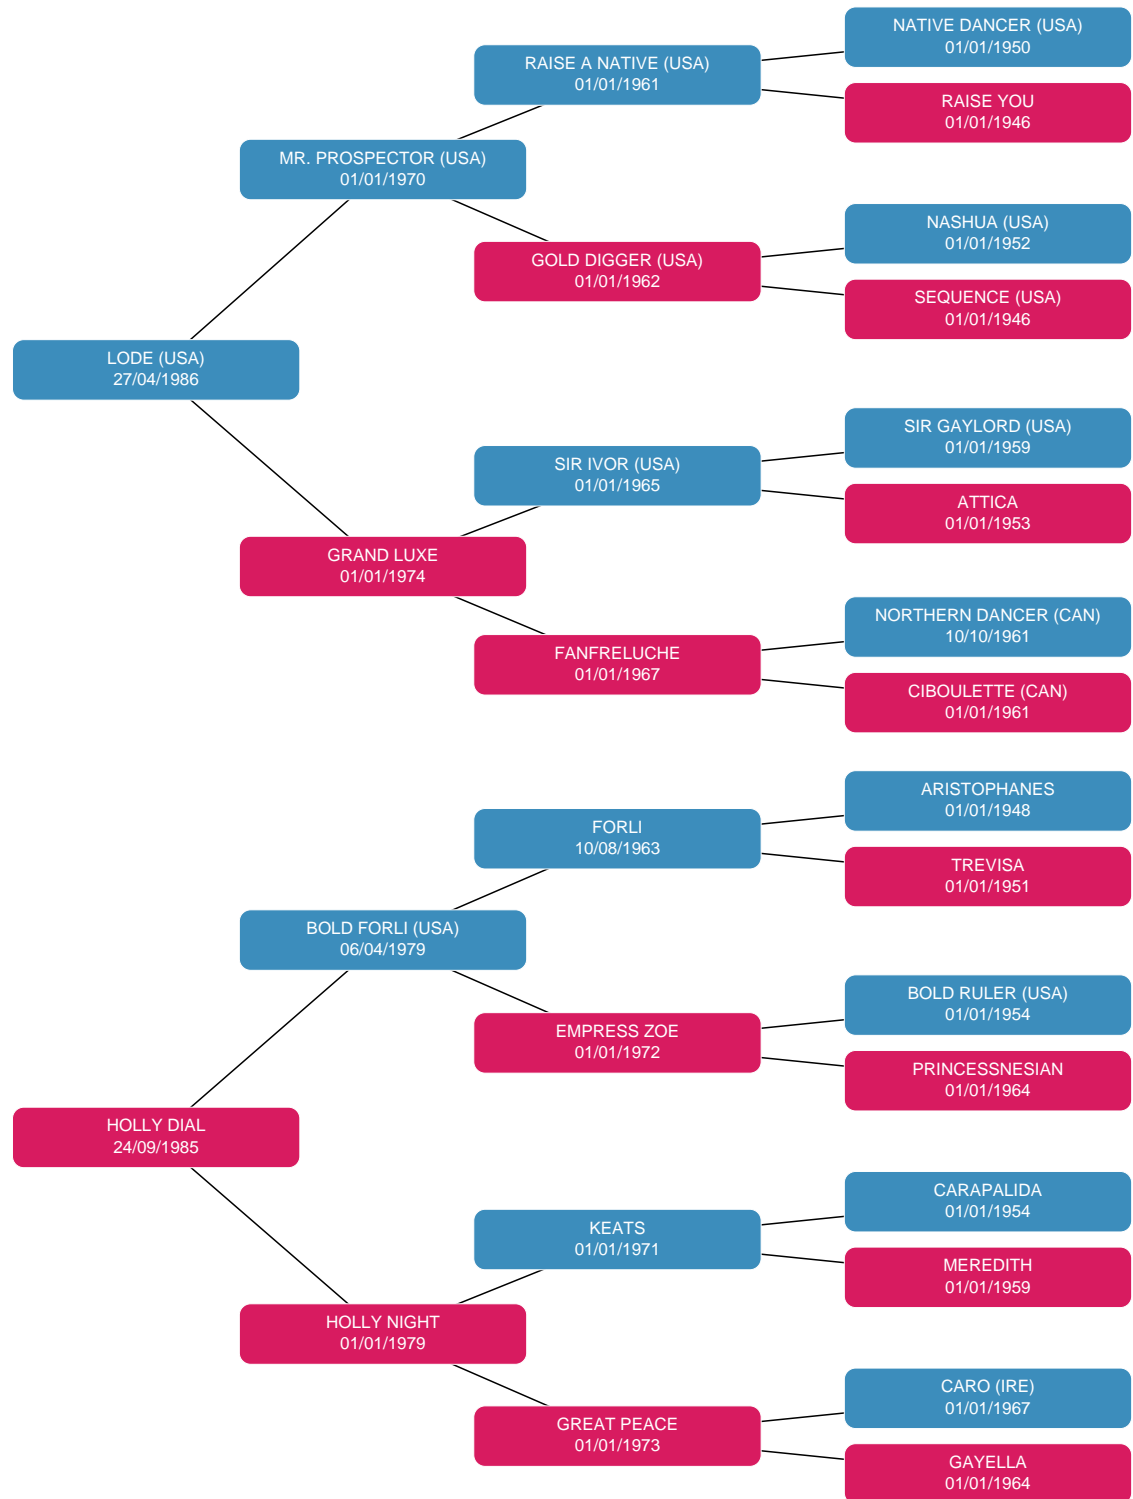 NATIVE DANCER (USA)
01/01/1950
RAISE A NATIVE (USA)
01/01/1961
RAISE YOU
01/01/1946
MR. PROSPECTOR (USA)
01/01/1970
NASHUA (USA)
01/01/1952
GOLD DIGGER (USA)
01/01/1962
SEQUENCE (USA)
01/01/1946
LODE (USA)
27/04/1986
SIR GAYLORD (USA)
01/01/1959
SIR IVOR (USA)
01/01/1965
ATTICA
01/01/1953
GRAND LUXE
01/01/1974
NORTHERN DANCER (CAN)
10/10/1961
FANFRELUCHE
01/01/1967
CIBOULETTE (CAN)
01/01/1961
ARISTOPHANES
01/01/1948
FORLI
10/08/1963
TREVISA
01/01/1951
BOLD FORLI (USA)
06/04/1979
BOLD RULER (USA)
01/01/1954
EMPRESS ZOE
01/01/1972
PRINCESSNESIAN
01/01/1964
HOLLY DIAL
24/09/1985
CARAPALIDA
01/01/1954
KEATS
01/01/1971
MEREDITH
01/01/1959
HOLLY NIGHT
01/01/1979
CARO (IRE)
01/01/1967
GREAT PEACE
01/01/1973
GAYELLA
01/01/1964